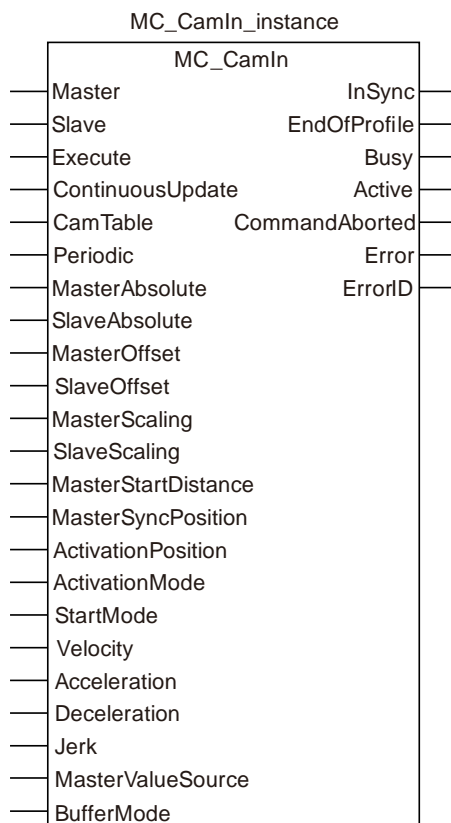 MC_CamIn_instance
MC_CamIn
Master InSync
Slave EndOfProfile
Execute Busy
ContinuousUpdate Active
CamTable CommandAborted
Periodic Error
MasterAbsolute ErrorID
SlaveAbsolute
MasterOffset
SlaveOffset
MasterScaling
SlaveScaling
MasterStartDistance
MasterSyncPosition
ActivationPosition
ActivationMode
StartMode
Velocity
Acceleration
Deceleration
Jerk
MasterValueSource
BufferMode